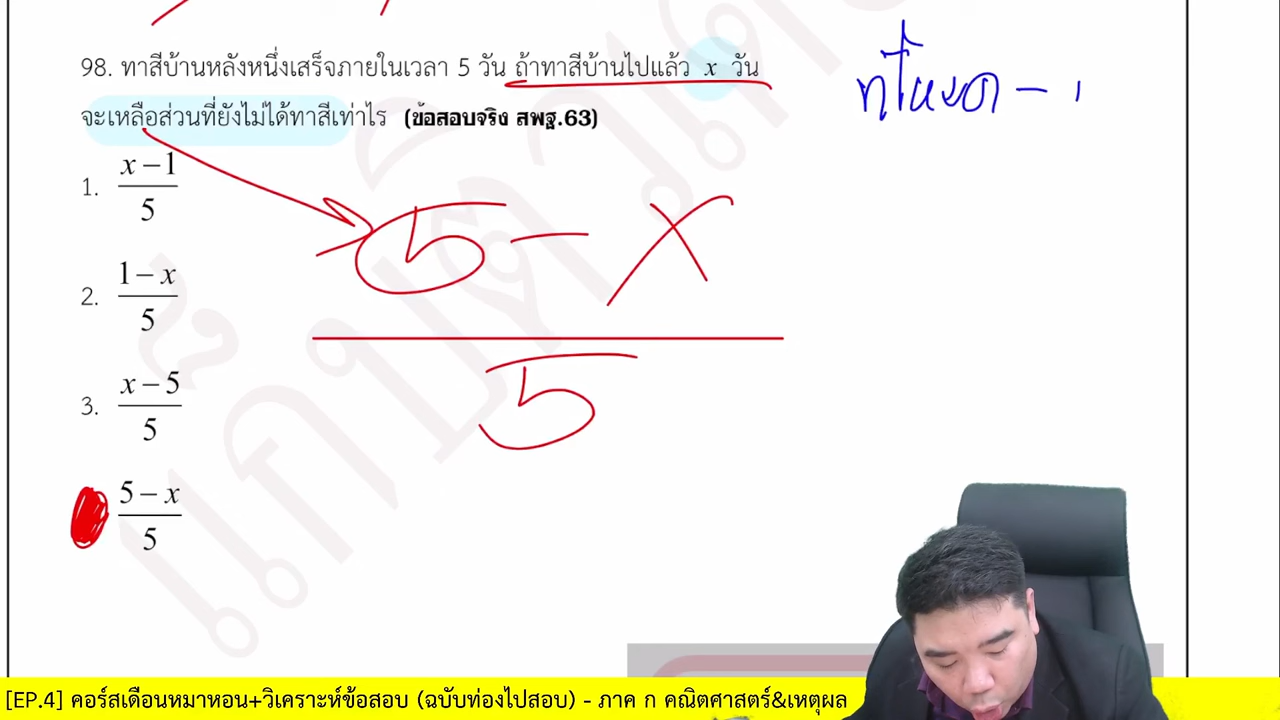 98. ทาสีบ้านหลังหนึ่งเสร็จภายในเวลา 5 วัน ถ้าทาสีบ้านไปแล้ว x วัน
ทั้งหมด -
จะเหลือส่วนที่ยังไม่ได้ทาสีเท่าไร (ข้อสอบจริง สพฐ.63)
1. x – 1
5
5 – x
5
2. 1 – x
5
3. x – 5
5
5 – x
5
[EP.4] คอร์สเดือนหมาหอน+วิเคราะห์ข้อสอบ (ฉบับท่องไปสอบ) - ภาค ก คณิตศาสตร์&เหตุผล